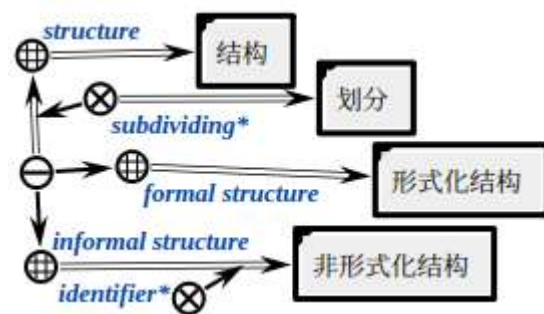 structure
结构
subdividing*
划分
formal structure
形式化结构
informal structure
非形式化结构
identifier*